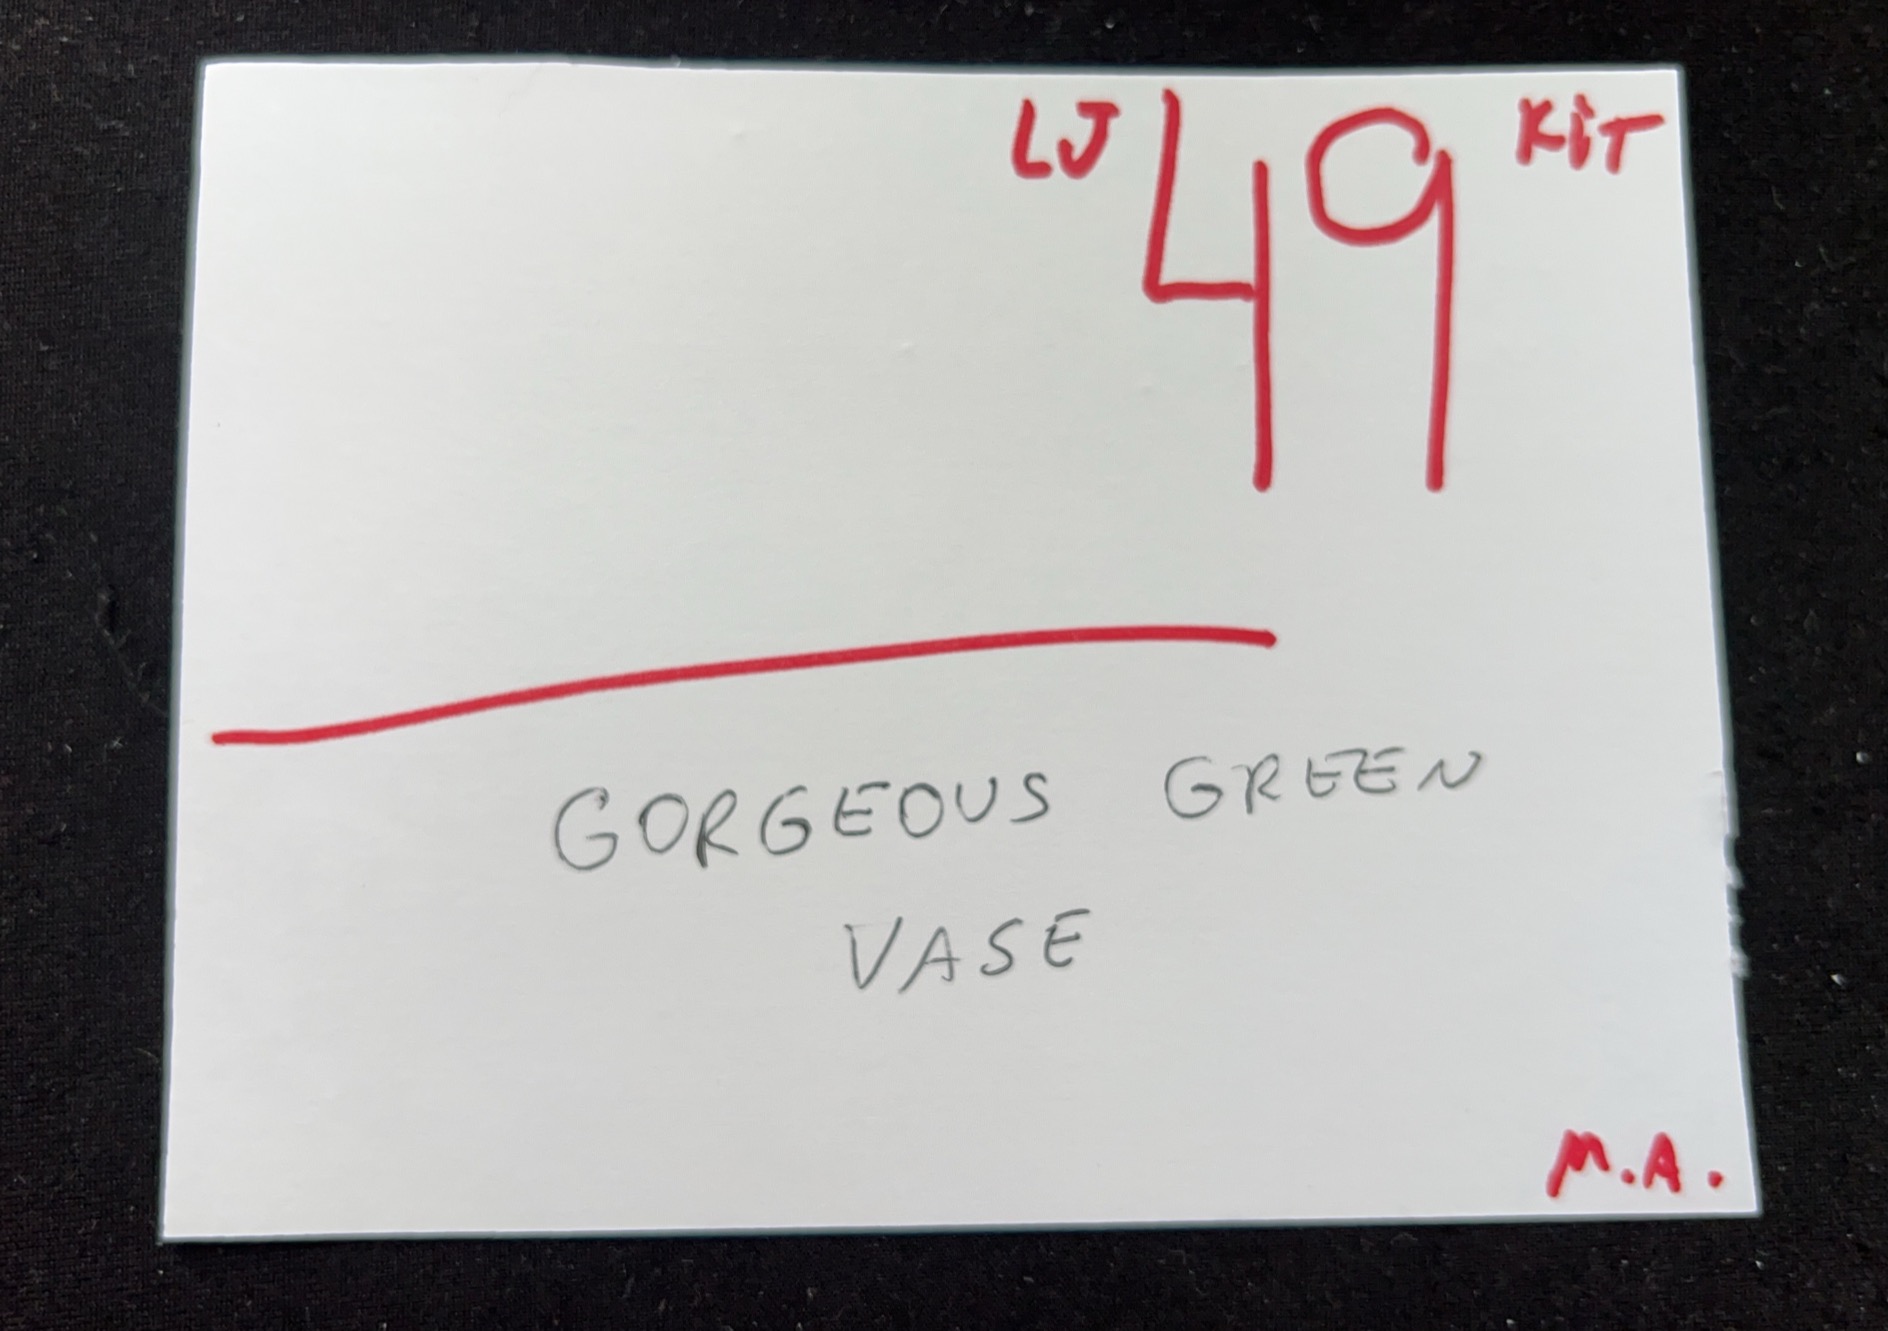 LJ 49 KiT
GORGEOUS GREEN
VASE
M.A.